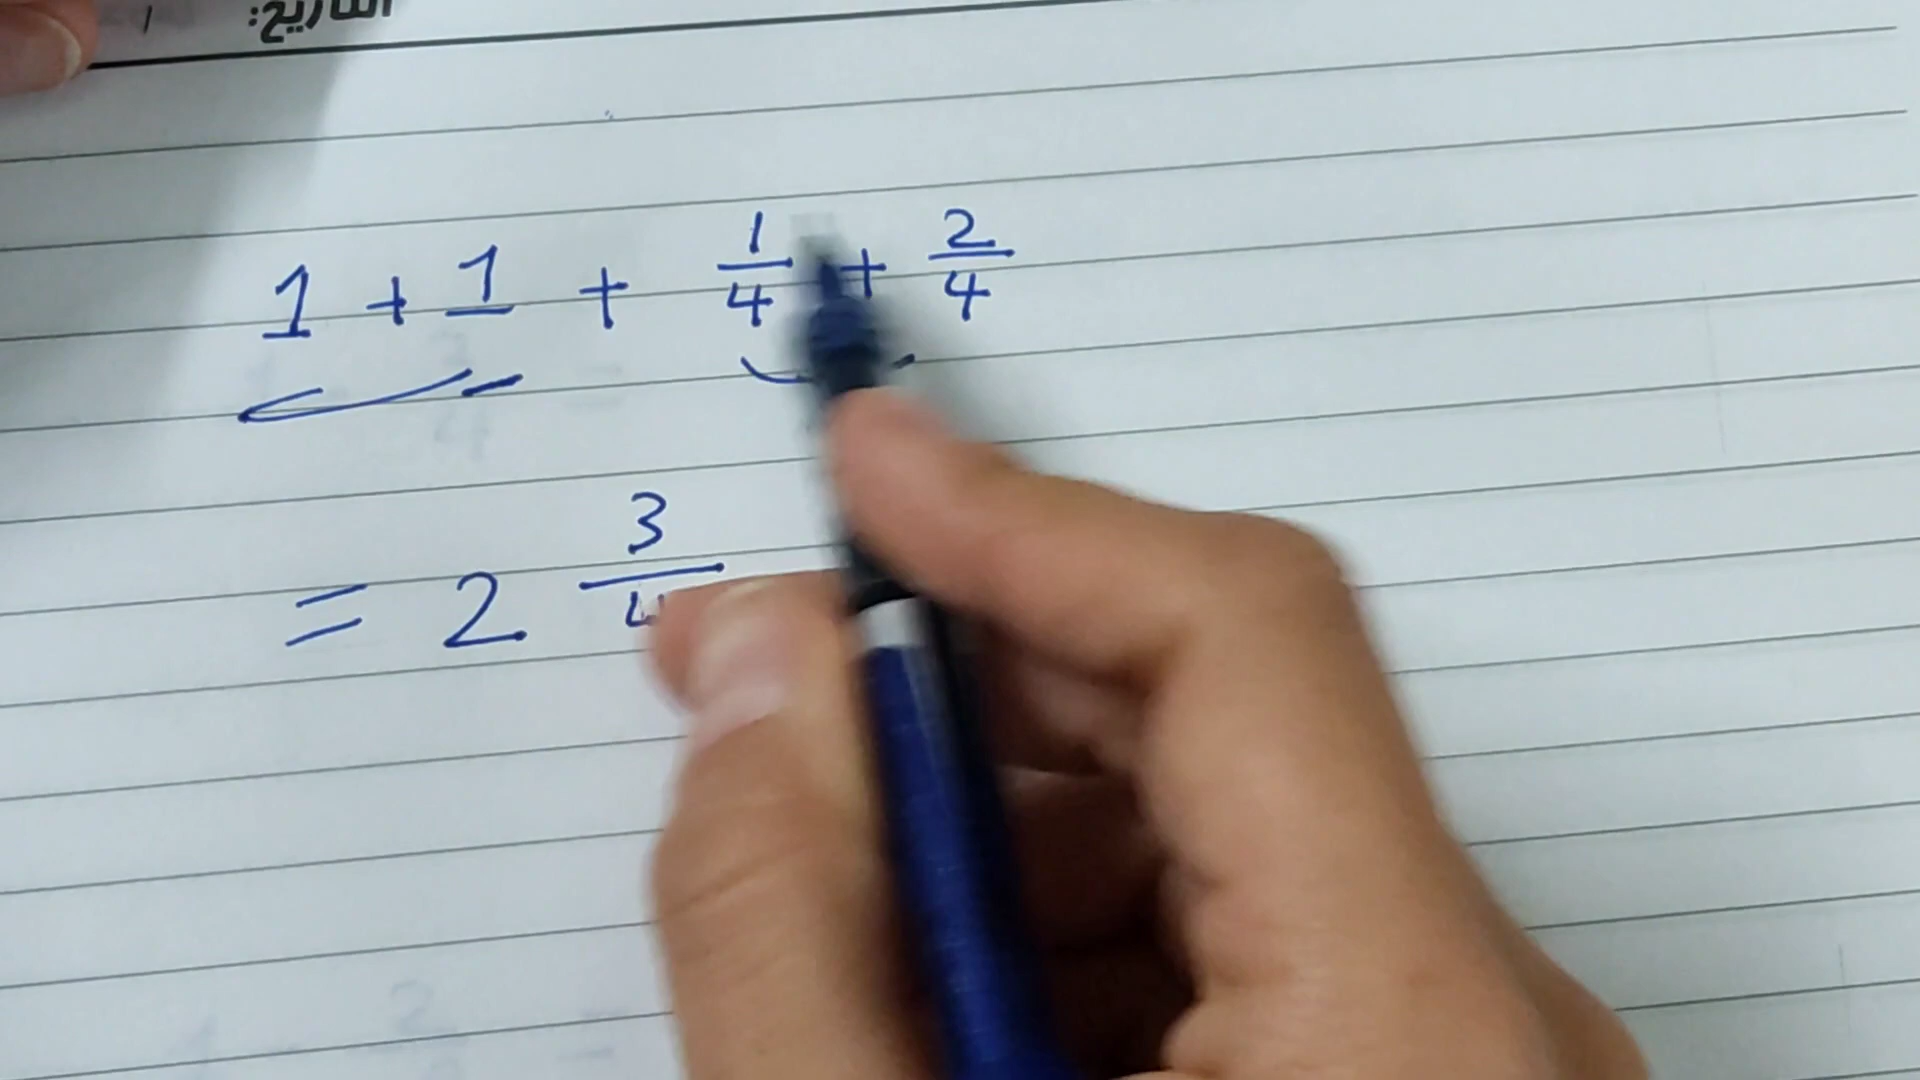 التاريخ: /
1 + 1 + 1/4 + 2/4
= 2 3/4